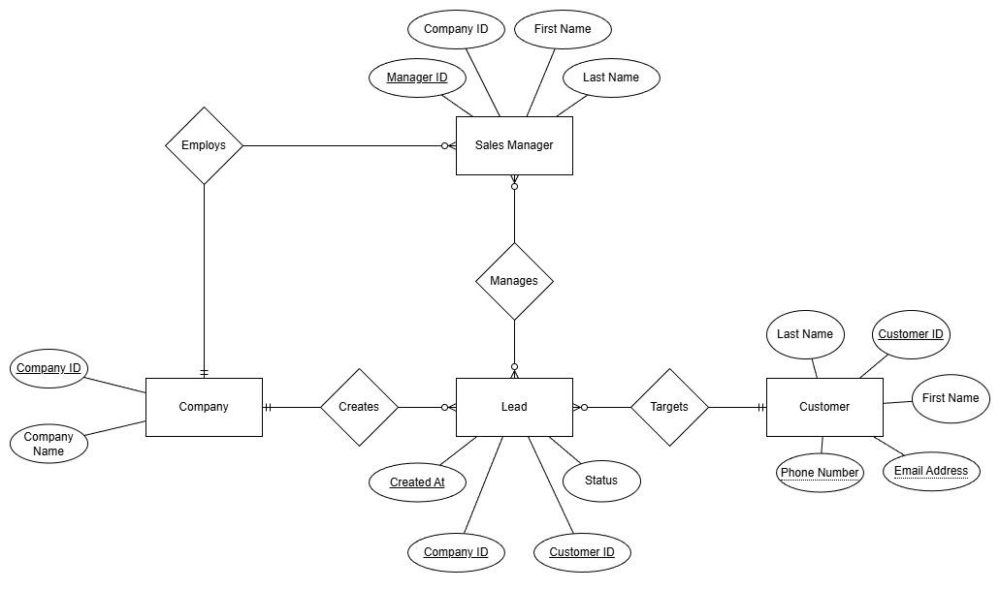 Company ID
First Name
Manager ID
Last Name
Employs
Sales Manager
Manages
Last Name
Customer ID
Company ID
First Name
Company
Creates
Lead
Targets
Customer
Company
Name
Created At
Status
Phone Number
Email Address
Company ID
Customer ID